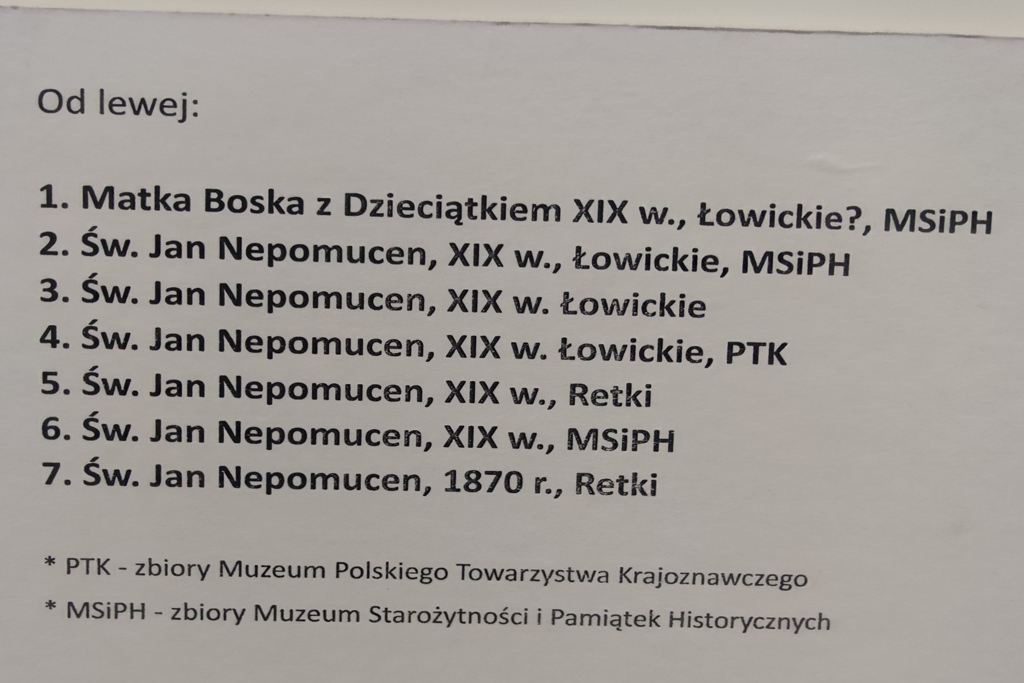 Od lewej:
1. Matka Boska z Dzieciątkiem XIX w., Łowickie?, MSiPH
2. Św. Jan Nepomucen, XIX w., Łowickie, MSiPH
3. Św. Jan Nepomucen, XIX w. Łowickie
4. Św. Jan Nepomucen, XIX w. Łowickie, PTK
5. Św. Jan Nepomucen, XIX w., Retki
6. Św. Jan Nepomucen, XIX w., MSiPH
7. Św. Jan Nepomucen, 1870 r., Retki
* PTK - zbiory Muzeum Polskiego Towarzystwa Krajoznawczego
* MSiPH - zbiory Muzeum Starożytności i Pamiątek Historycznych